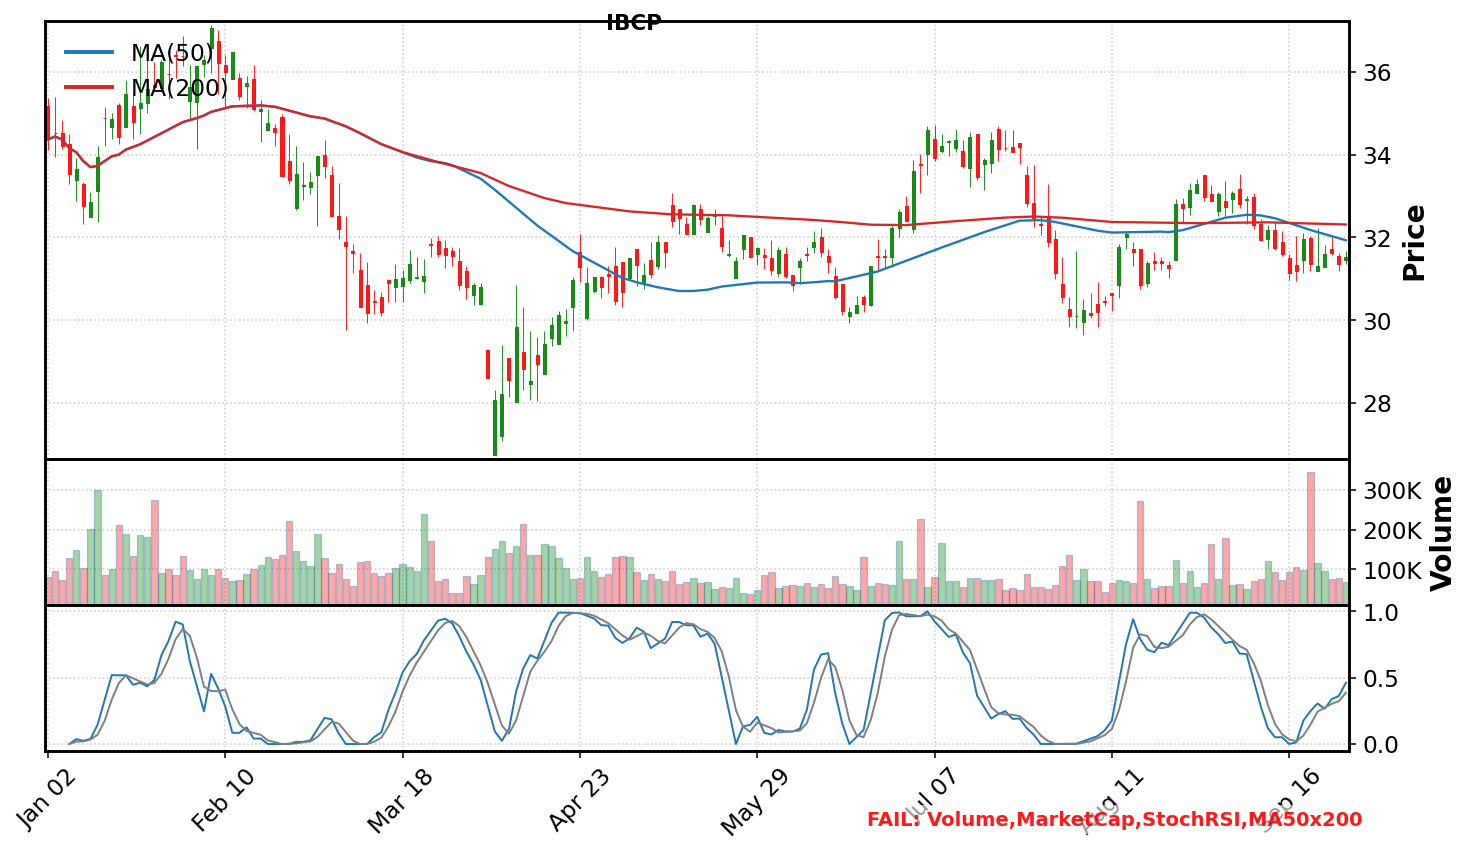 IBCP
MA(50)
MA(200)
36
34
32
30
28
Price
300K
200K
100K
Volume
1.0
0.5
0.0
Jan 02
Feb 10
Mar 18
Apr 23
May 29
Jul 07
Aug 11
Sep 16
FAIL: Volume,MarketCap,StochRSI,MA50x200